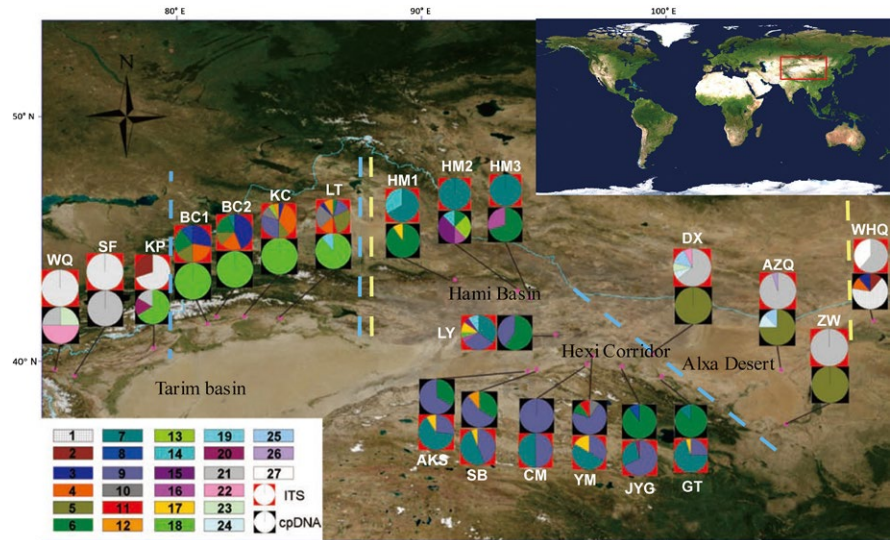 80° E
90° E
100° E
50° N
N
HM1
HM2
HM3
BC1
BC2
KC
LT
WQ
SF
KP
DX
AZQ
WHQ
ZW
Hami Basin
LY
Hexi Corridor
Alxa Desert
40° N
Tarim basin
AKS
SB
CM
YM
JYG
GT
1 7 13 19 25
2 8 14 20 26
3 9 15 21 27
4 10 16 22 ITS
5 11 17 23
6 12 18 24 cpDNA